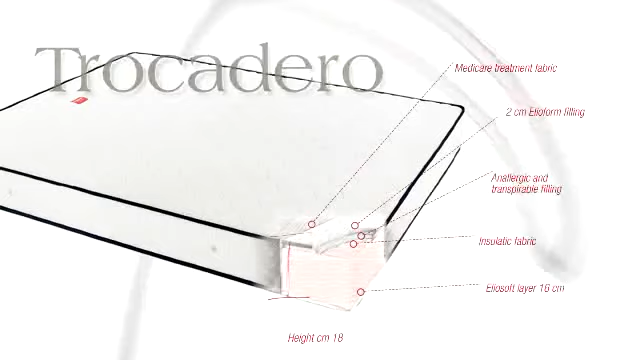 Trocadero
Medicare treatment fabric
2 cm Elioform filling
Anallergic and
transpirable filling
Insulatic fabric
Eliosoft layer 16 cm
Height cm 18